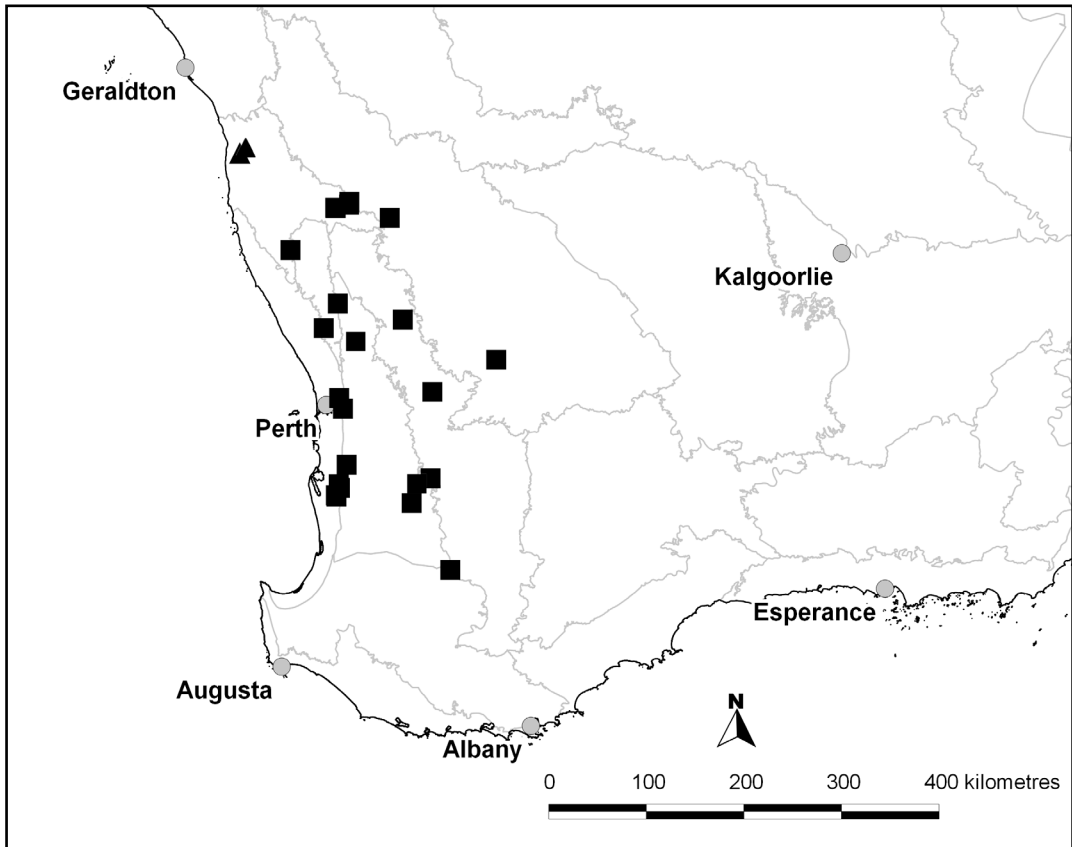 Geraldton
Kalgoorlie
Perth
Esperance
Augusta
N
Albany
0 100 200 300 400 kilometres